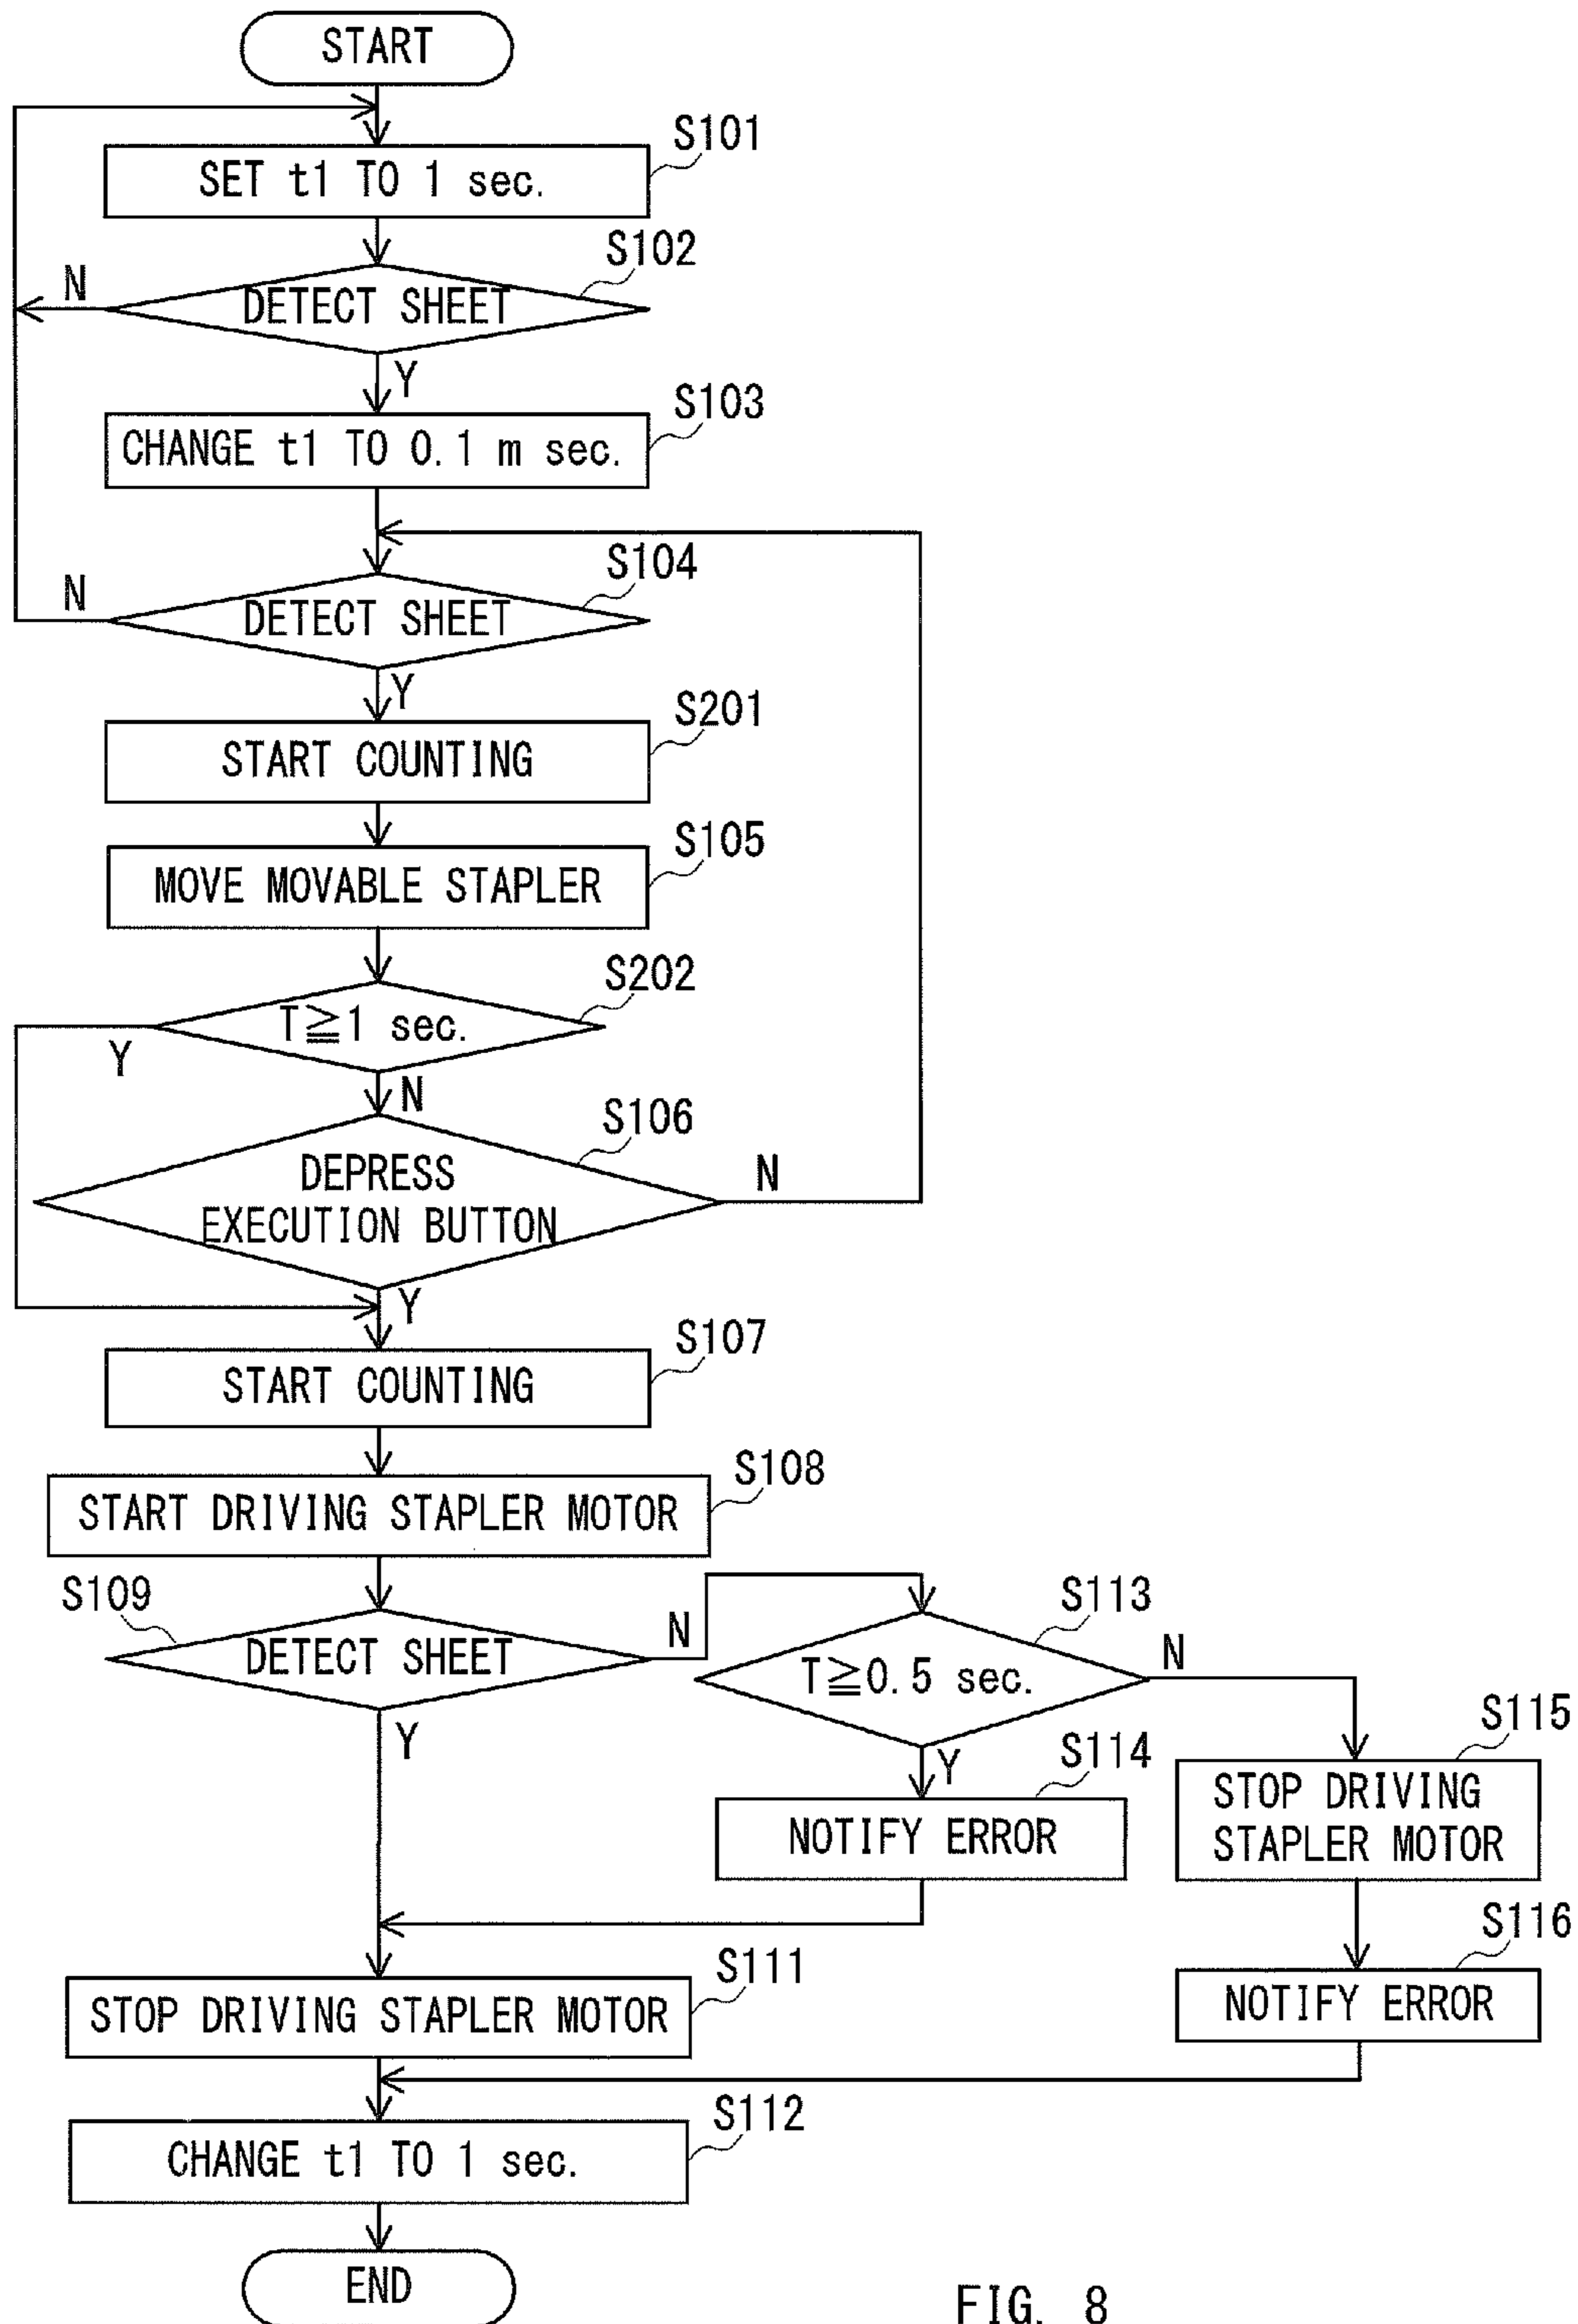 START
S101
SET t1 TO 1 sec.
S102
N
DETECT SHEET
Y
S103
CHANGE t1 TO 0.1 m sec.
S104
N
DETECT SHEET
Y
S201
START COUNTING
S105
MOVE MOVABLE STAPLER
S202
T≧1 sec.
Y
N
S106
DEPRESS
EXECUTION BUTTON
N
Y
S107
START COUNTING
S108
START DRIVING STAPLER MOTOR
S109
DETECT SHEET
N
Y
S113
T≧0.5 sec.
N
Y
S114
NOTIFY ERROR
S115
STOP DRIVING
STAPLER MOTOR
S116
NOTIFY ERROR
S111
STOP DRIVING STAPLER MOTOR
S112
CHANGE t1 TO 1 sec.
END
FIG. 8